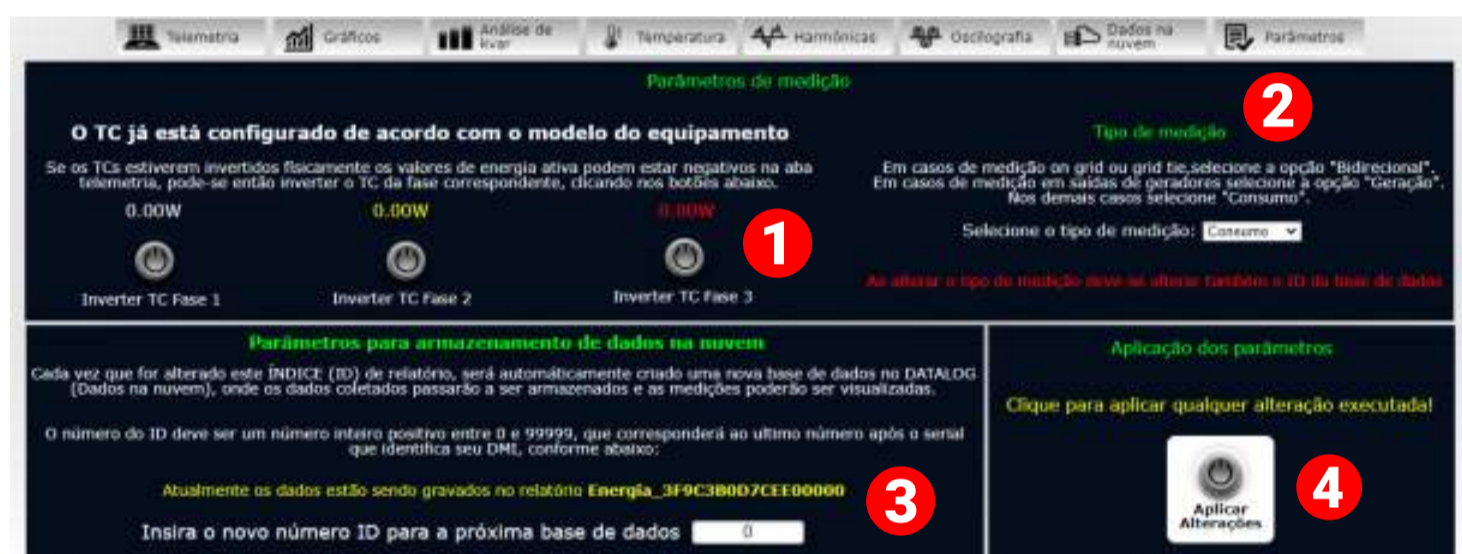 Telemetria
Gráficos
Análise de
kvar
Temperatura
Harmônicas
Oscilografia
Dados na
nuvem
Parâmetros
Parâmetros de medição
O TC já está configurado de acordo com o modelo do equipamento
Se os TCs estiverem invertidos fisicamente os valores de energia ativa podem estar negativos na aba
telemetria, pode-se então inverter o TC da fase correspondente, clicando nos botões abaixo.
0.00W
0.00W
0.00W
1
Inverter TC Fase 1
Inverter TC Fase 2
Inverter TC Fase 3
2
Tipo de medição
Em casos de medição on grid ou grid tie,selecione a opção "Bidirecional".
Em casos de medição em saídas de geradores selecione a opção "Geração".
Nos demais casos selecione "Consumo".
Selecione o tipo de medição: Consumo
Ao alterar o tipo de medição deve-se alterar também o ID da base de dados
Parâmetros para armazenamento de dados na nuvem
Cada vez que for alterado este ÍNDICE (ID) de relatório, será automáticamente criado uma nova base de dados no DATALOG
(Dados na nuvem), onde os dados coletados passarão a ser armazenados e as medições poderão ser visualizadas.
O número do ID deve ser um número inteiro positivo entre 0 e 99999, que corresponderá ao ultimo número após o serial
que identifica seu DMI, conforme abaixo:
Atualmente os dados estão sendo gravados no relatório Energia_3F9C3B0D7CEE00000
3
Insira o novo número ID para a próxima base de dados 0
Aplicação dos parâmetros
Clique para aplicar qualquer alteração executada!
4
Aplicar
Alterações